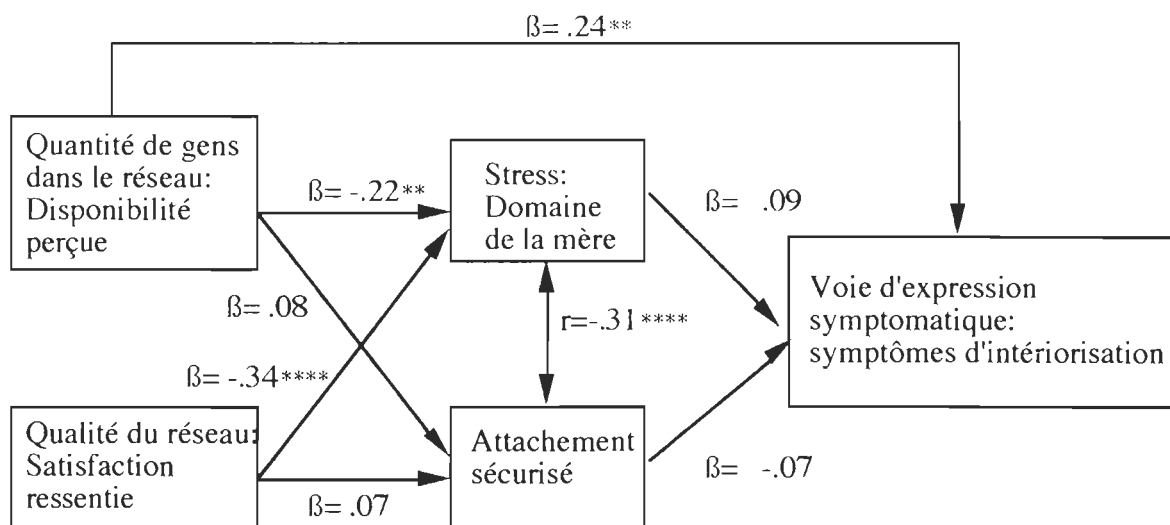 ß= .24**
Quantité de gens
dans le réseau:
Disponibilité
perçue
ß= -.22**
Stress:
Domaine
de la mère
ß= .09
ß= .08
r=-.31****
Voie d'expression
symptomatique:
symptômes d'intériorisation
ß= -.34****
Qualité du réseau:
Satisfaction
ressentie
ß= .07
Attachement
sécurisé
ß= -.07